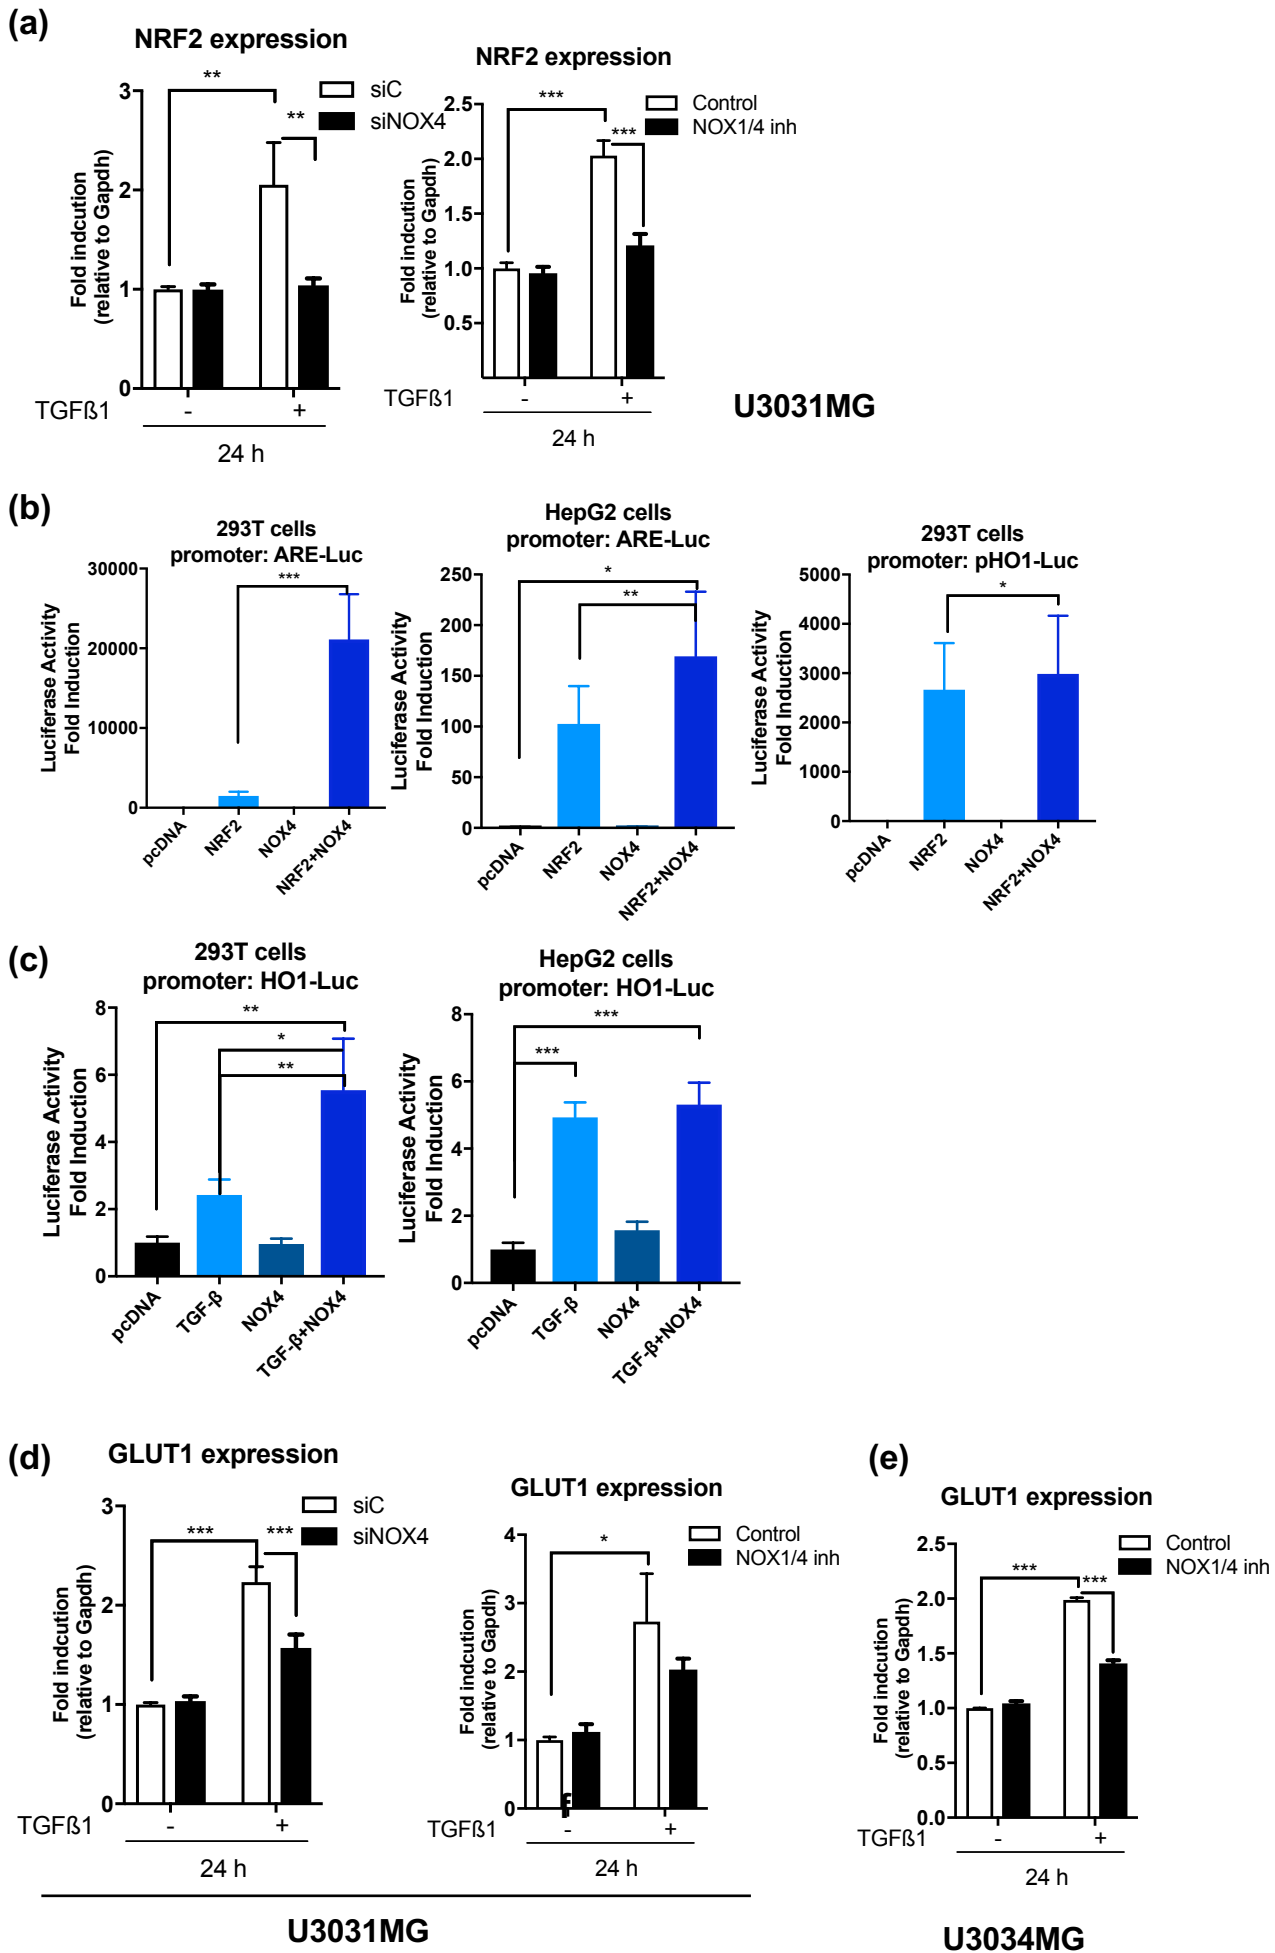 (a)
NRF2 expression
siC
siNOX4
**
**
3
2
1
0
Fold indcution
(relative to Gapdh)
TGFß1
-
+
24 h
NRF2 expression
Control
NOX1/4 inh
***
***
2.5
2.0
1.5
1.0
0.5
Fold induction
(relative to Gapdh)
TGFß1
-
+
24 h
U3031MG
(b)
293T cells
promoter: ARE-Luc
***
30000
20000
10000
0
Luciferase Activity
Fold Induction
pcDNA
NRF2
NOX4
NRF2+NOX4
HepG2 cells
promoter: ARE-Luc
*
**
250
200
150
100
50
0
Luciferase Activity
Fold Induction
pcDNA
NRF2
NOX4
NRF2+NOX4
293T cells
promoter: pHO1-Luc
*
5000
4000
3000
2000
1000
0
Luciferase Activity
Fold Induction
pcDNA
NRF2
NOX4
NRF2+NOX4
(c)
293T cells
promoter: HO1-Luc
**
*
**
8
6
4
2
0
Luciferase Activity
Fold Induction
pcDNA
TGF-β
NOX4
TGF-β+NOX4
HepG2 cells
promoter: HO1-Luc
***
***
8
6
4
2
0
Luciferase Activity
Fold Induction
pcDNA
TGF-β
NOX4
TGF-β+NOX4
(d)
GLUT1 expression
siC
siNOX4
***
***
3
2
1
0
Fold indcution
(relative to Gapdh)
TGFß1
-
+
24 h
GLUT1 expression
Control
NOX1/4 inh
*
4
3
2
1
0
Fold induction
(relative to Gapdh)
TGFß1
-
+
24 h
U3031MG
(e)
GLUT1 expression
Control
NOX1/4 inh
***
***
2.5
2.0
1.5
1.0
0.5
0.0
Fold induction
(relative to Gapdh)
TGFß1
-
+
24 h
U3034MG